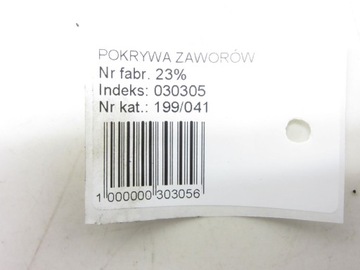 POKRYWA ZAWORÓW
Nr fabr. 23%
Indeks: 030305
Nr kat.: 199/041
1 000000 303056